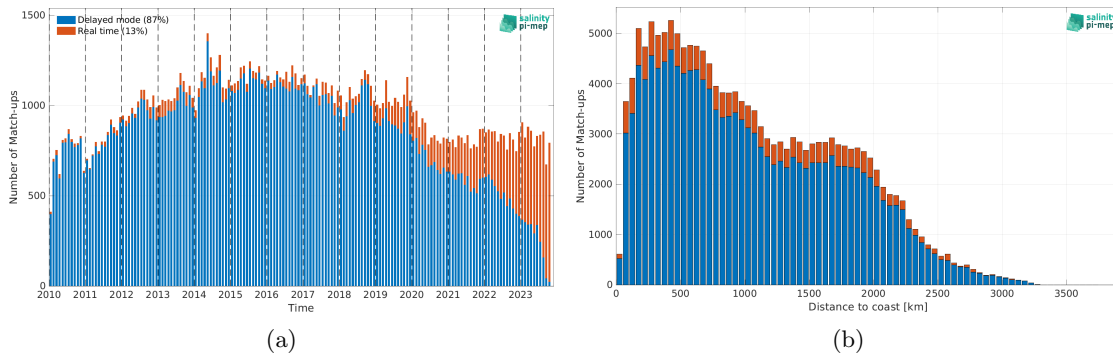 Delayed mode (87%)
Real time (13%)
salinity
pi-mep
1500
1000
500
0
Number of Match-ups
2010 2011 2012 2013 2014 2015 2016 2017 2018 2019 2020 2021 2022 2023
Time
(a)
salinity
pi-mep
5000
4000
3000
2000
1000
0
Number of Match-ups
0 500 1000 1500 2000 2500 3000 3500
Distance to coast [km]
(b)